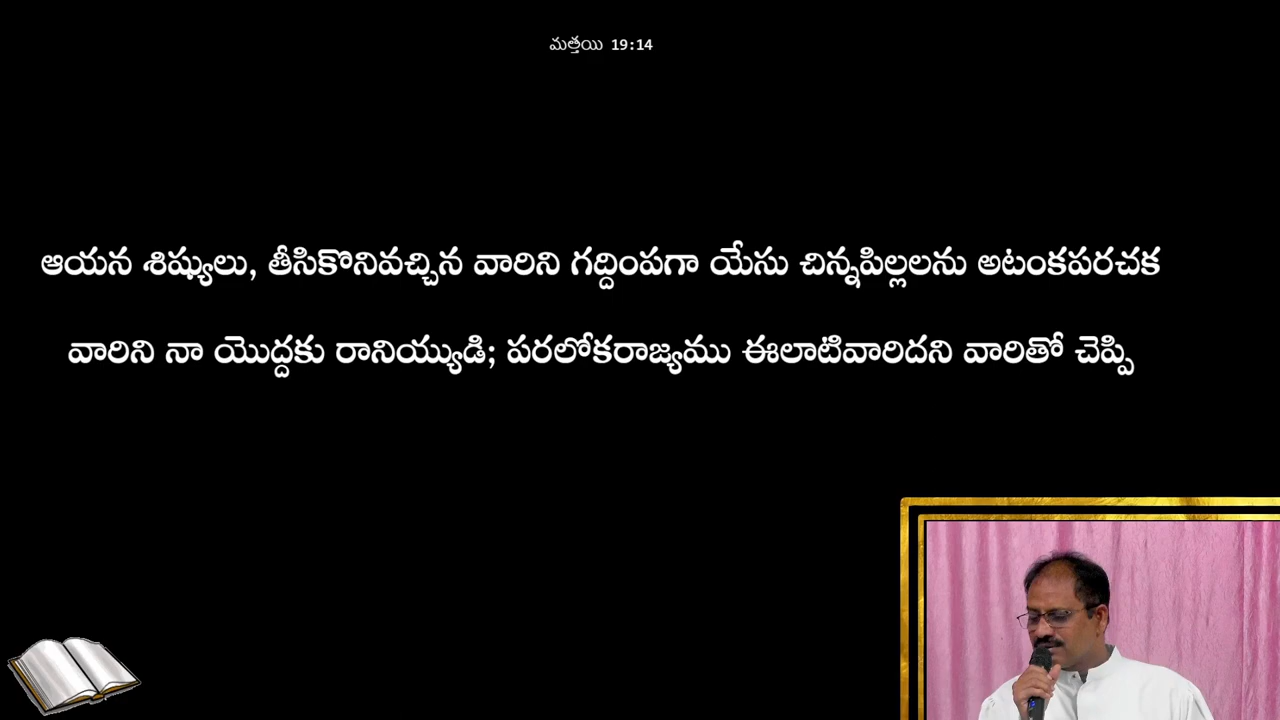 మత్తయి 19:14
ఆయన శిష్యులు, తీసికొనివచ్చిన వారిని గద్దింపగా యేసు చిన్నపిల్లలను అటంకపరచక
వారిని నా యొద్దకు రానియ్యుడి; పరలోకరాజ్యము ఈలాటివారిదని వారితో చెప్పి